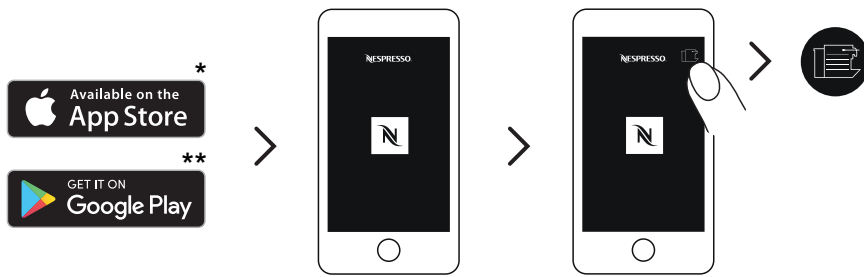 *
Available on the
App Store
**
GET IT ON
Google Play
NESPRESSO
N
NESPRESSO
N